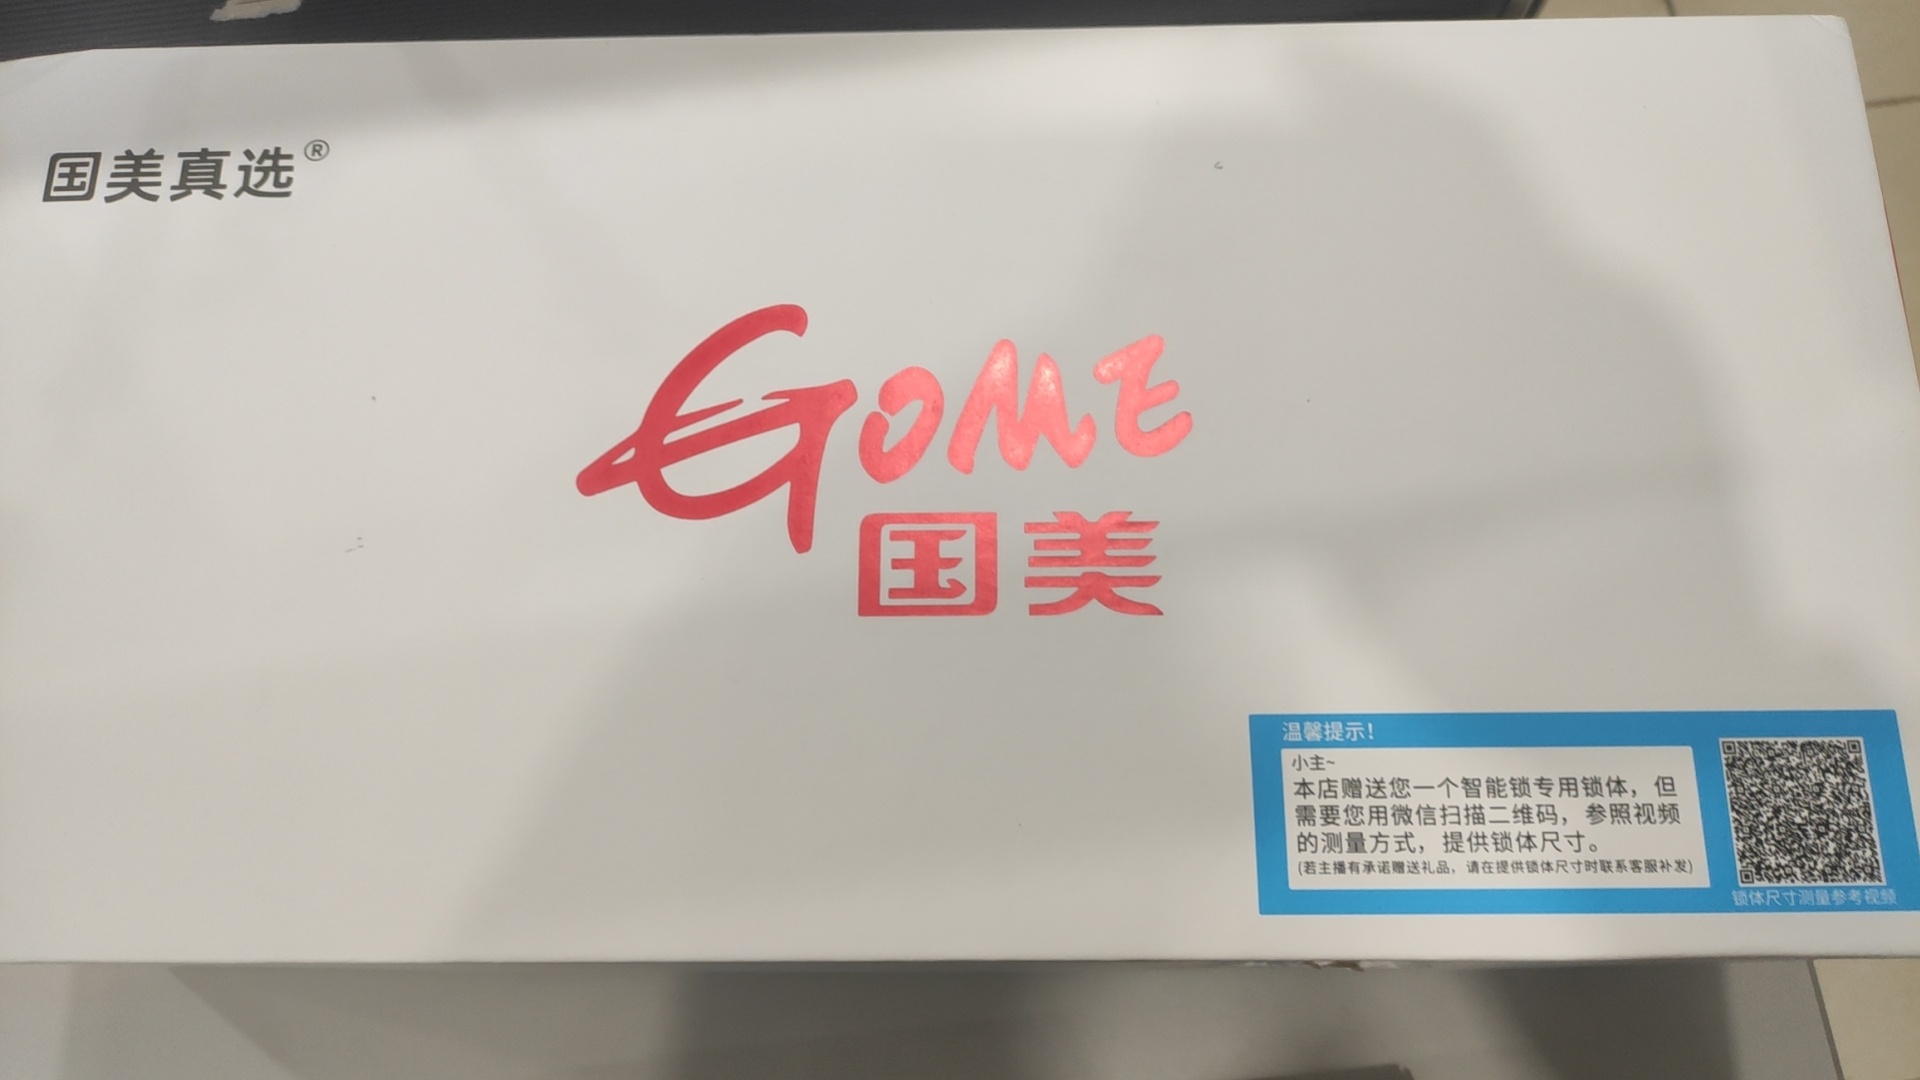 国美真选®
GOME
国美
温馨提示！
小主~
本店赠送您一个智能锁专用锁体，但
需要您用微信扫描二维码，参照视频
的测量方式，提供锁体尺寸。
(若主播有承诺赠送礼品，请在提供锁体尺寸时联系客服补发)
锁体尺寸测量参考视频